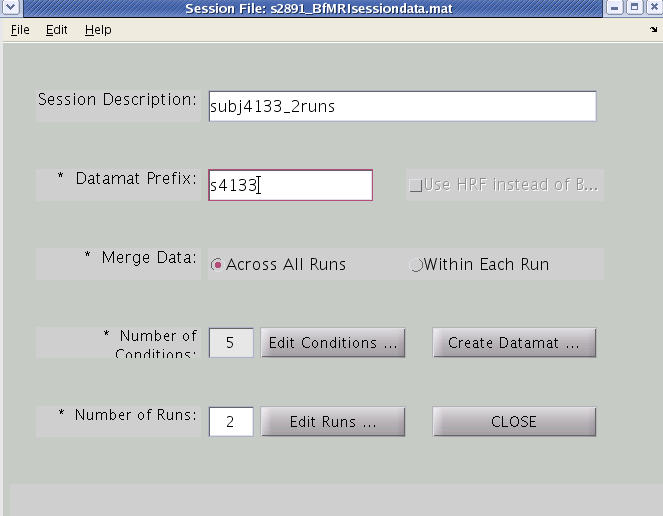 Session File: s2891_BfMRIsessiondata.mat
File Edit Help
Session Description: subj4133_2runs
* Datamat Prefix: s4133 Use HRF instead of B...
* Merge Data: Across All Runs Within Each Run
* Number of Conditions: 5 Edit Conditions ... Create Datamat ...
* Number of Runs: 2 Edit Runs ... CLOSE